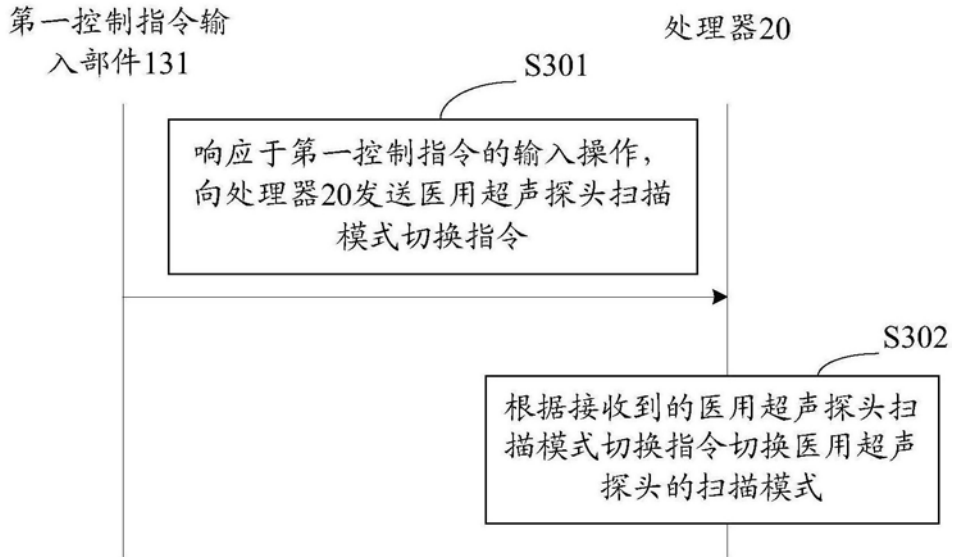 第一控制指令输
入部件131
处理器20
S301
响应于第一控制指令的输入操作，
向处理器20发送医用超声探头扫描
模式切换指令
S302
根据接收到的医用超声探头扫
描模式切换指令切换医用超声
探头的扫描模式